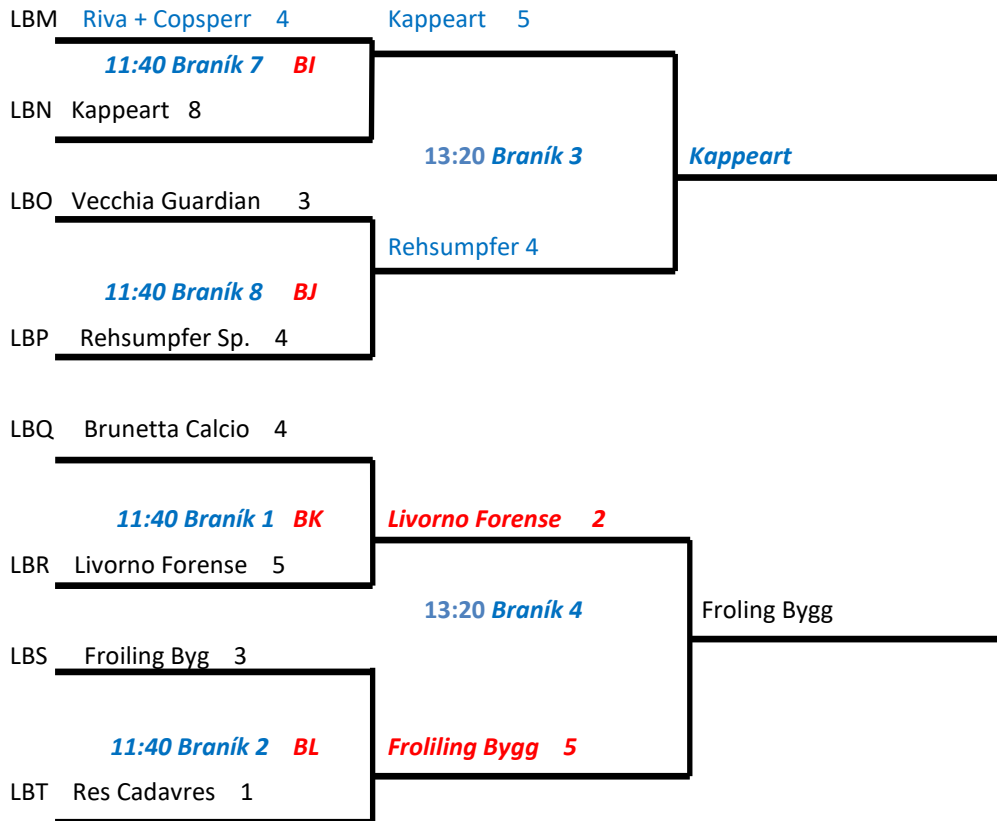 LBM Riva + Copsperr 4 Kappeart 5
11:40 Braník 7 BI
LBN Kappeart 8
13:20 Braník 3 Kappeart
LBO Vecchia Guardian 3
Rehsumpfer 4
11:40 Braník 8 BJ
LBP Rehsumpfer Sp. 4
LBQ Brunetta Calcio 4
11:40 Braník 1 BK Livorno Forense 2
LBR Livorno Forense 5
13:20 Braník 4 Froling Bygg
LBS Froiling Byg 3
11:40 Braník 2 BL Froliling Bygg 5
LBT Res Cadavres 1